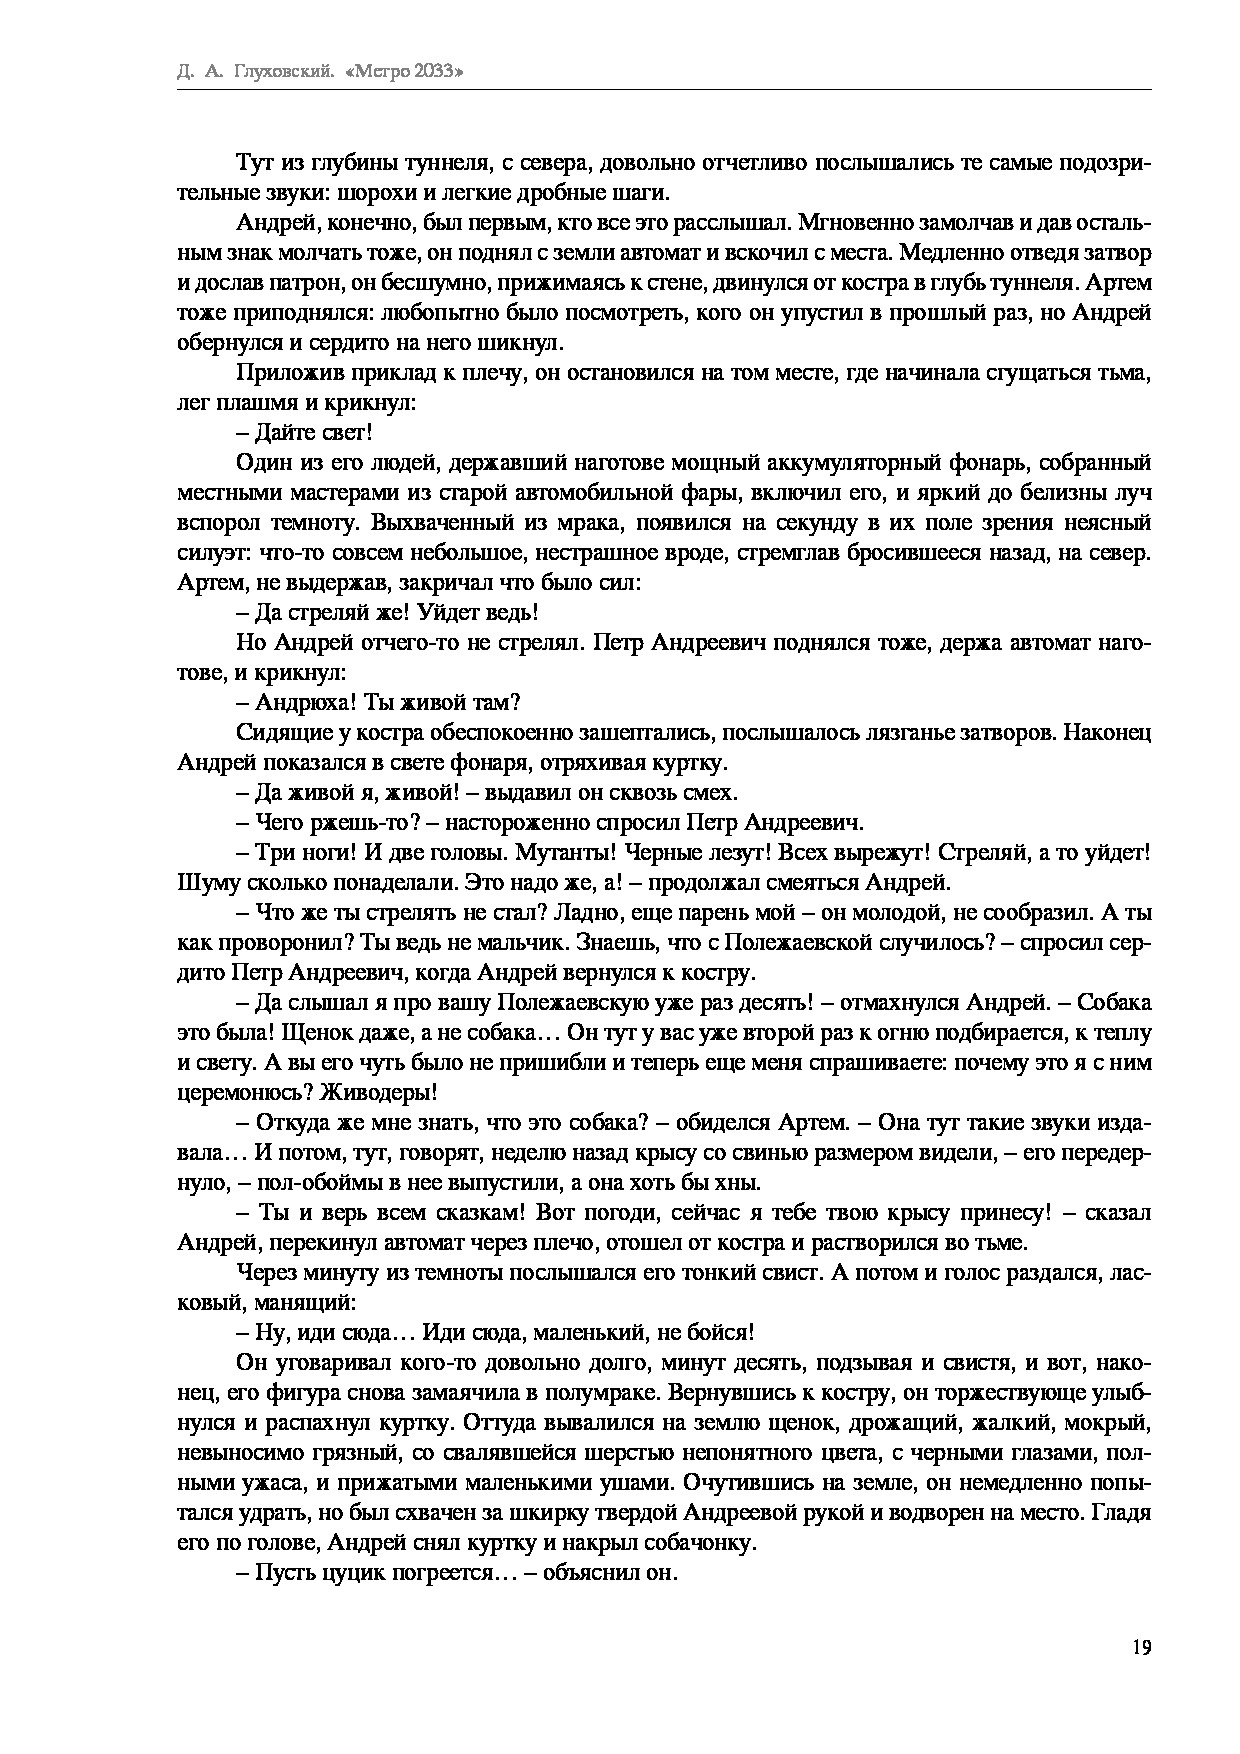 Д. А. Глуховский. «Метро 2033»
Тут из глубины туннеля, с севера, довольно отчетливо послышались те самые подозри-
тельные звуки: шорохи и легкие дробные шаги.
Андрей, конечно, был первым, кто все это расслышал. Мгновенно замолчав и дав осталь-
ным знак молчать тоже, он поднял с земли автомат и вскочил с места. Медленно отведя затвор
и дослав патрон, он бесшумно, прижимаясь к стене, двинулся от костра в глубь туннеля. Артем
тоже приподнялся: любопытно было посмотреть, кого он упустил в прошлый раз, но Андрей
обернулся и сердито на него шикнул.
Приложив приклад к плечу, он остановился на том месте, где начинала сгущаться тьма,
лег плашмя и крикнул:
– Дайте свет!
Один из его людей, державший наготове мощный аккумуляторный фонарь, собранный
местными мастерами из старой автомобильной фары, включил его, и яркий до белизны луч
вспорол темноту. Выхваченный из мрака, появился на секунду в их поле зрения неясный
силуэт: что-то совсем небольшое, нестрашное вроде, стремглав бросившееся назад, на север.
Артем, не выдержав, закричал что было сил:
– Да стреляй же! Уйдет ведь!
Но Андрей отчего-то не стрелял. Петр Андреевич поднялся тоже, держа автомат наго-
тове, и крикнул:
– Андрюха! Ты живой там?
Сидящие у костра обеспокоенно зашептались, послышалось лязганье затворов. Наконец
Андрей показался в свете фонаря, отряхивая куртку.
– Да живой я, живой! – выдавил он сквозь смех.
– Чего ржешь-то? – настороженно спросил Петр Андреевич.
– Три ноги! И две головы. Мутанты! Черные лезут! Всех вырежут! Стреляй, а то уйдет!
Шуму сколько понаделали. Это надо же, а! – продолжал смеяться Андрей.
– Что же ты стрелять не стал? Ладно, еще парень мой – он молодой, не сообразил. А ты
как проворонил? Ты ведь не мальчик. Знаешь, что с Полежаевской случилось? – спросил сер-
дито Петр Андреевич, когда Андрей вернулся к костру.
– Да слышал я про вашу Полежаевскую уже раз десять! – отмахнулся Андрей. – Собака
это была! Щенок даже, а не собака… Он тут у вас уже второй раз к огню подбирается, к теплу
и свету. А вы его чуть было не пришибли и теперь еще меня спрашиваете: почему это я с ним
церемонюсь? Живодеры!
– Откуда же мне знать, что это собака? – обиделся Артем. – Она тут такие звуки изда-
вала… И потом, тут, говорят, неделю назад крысу со свинью размером видели, – его передер-
нуло, – пол-обоймы в нее выпустили, а она хоть бы хны.
– Ты и верь всем сказкам! Вот погоди, сейчас я тебе твою крысу принесу! – сказал
Андрей, перекинул автомат через плечо, отошел от костра и растворился во тьме.
Через минуту из темноты послышался его тонкий свист. А потом и голос раздался, лас-
ковый, манящий:
– Ну, иди сюда… Иди сюда, маленький, не бойся!
Он уговаривал кого-то довольно долго, минут десять, подзывая и свистя, и вот, нако-
нец, его фигура снова замаячила в полумраке. Вернувшись к костру, он торжествующе улыб-
нулся и распахнул куртку. Оттуда вывалился на землю щенок, дрожащий, жалкий, мокрый,
невыносимо грязный, со свалявшейся шерстью непонятного цвета, с черными глазами, пол-
ными ужаса, и прижатыми маленькими ушами. Очутившись на земле, он немедленно попы-
тался удрать, но был схвачен за шкирку твердой Андреевой рукой и водворен на место. Гладя
его по голове, Андрей снял куртку и накрыл собачонку.
– Пусть цуцик погреется… – объяснил он.
19